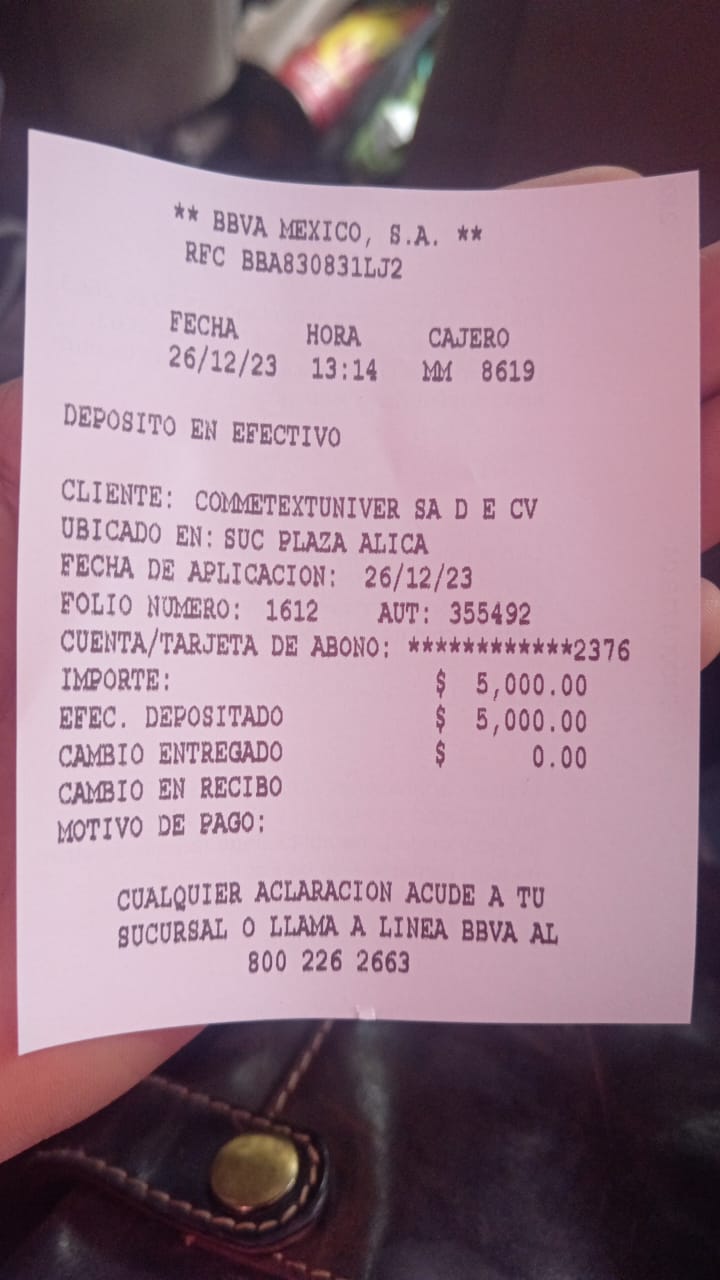 ** BBVA MEXICO, S.A. **
RFC BBA830831LJ2
FECHA HORA CAJERO
26/12/23 13:14 MM 8619
DEPOSITO EN EFECTIVO
CLIENTE: COMMETEXTUNIVER SA D E CV
UBICADO EN: SUC PLAZA ALICA
FECHA DE APLICACION: 26/12/23
FOLIO NUMERO: 1612 AUT: 355492
CUENTA/TARJETA DE ABONO: ************2376
IMPORTE: $ 5,000.00
EFEC. DEPOSITADO $ 5,000.00
CAMBIO ENTREGADO $ 0.00
CAMBIO EN RECIBO
MOTIVO DE PAGO:
CUALQUIER ACLARACION ACUDE A TU
SUCURSAL O LLAMA A LINEA BBVA AL
800 226 2663